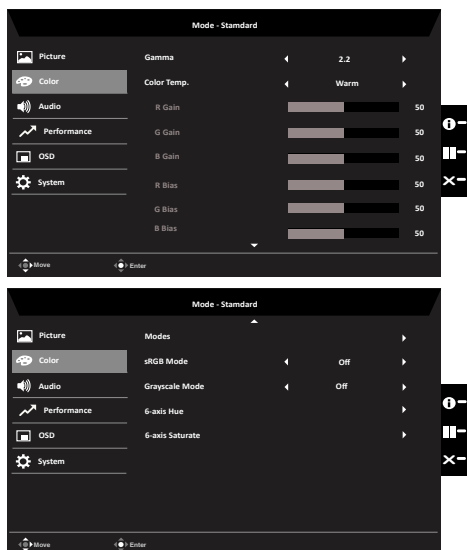 Mode - Stamdard
Picture
Gamma
2.2
Color
Color Temp.
Warm
Audio
R Gain
50
Performance
G Gain
50
OSD
B Gain
50
System
R Bias
50
G Bias
50
B Bias
50
Move
Enter
Mode - Standard
Picture
Modes
Color
sRGB Mode
Off
Audio
Grayscale Mode
Off
Performance
6-axis Hue
OSD
6-axis Saturate
System
Move
Enter